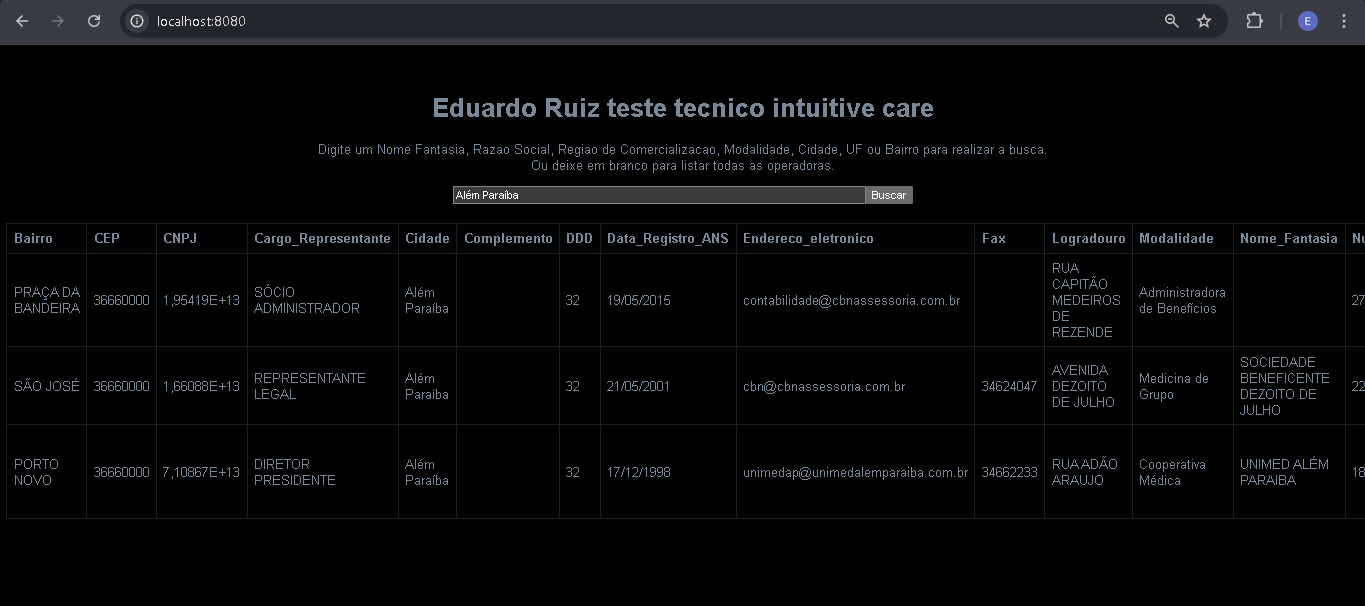 localhost:8080
E
Eduardo Ruiz teste tecnico intuitive care
Digite um Nome Fantasia, Razao Social, Regiao de Comercializacao, Modalidade, Cidade, UF ou Bairro para realizar a busca.
Ou deixe em branco para listar todas as operadoras.
Além Paraíba Buscar
Bairro CEP CNPJ Cargo_Representante Cidade Complemento DDD Data_Registro_ANS Endereco_eletronico Fax Logradouro Modalidade Nome_Fantasia
PRAÇA DA
BANDEIRA
36660000
1,95419E+13
SÓCIO
ADMINISTRADOR
Além
Paraíba
32
19/05/2015
contabilidade@cbnassessoria.com.br
RUA
CAPITÃO
MEDEIROS
DE
REZENDE
Administradora
de Benefícios
27
SÃO JOSÉ
36660000
1,66088E+13
REPRESENTANTE
LEGAL
Além
Paraíba
32
21/05/2001
cbn@cbnassessoria.com.br
34624047
AVENIDA
DEZOITO
DE JULHO
Medicina de
Grupo
SOCIEDADE
BENEFICENTE
DEZOITO DE
JULHO
22
PORTO
NOVO
36660000
7,10867E+13
DIRETOR
PRESIDENTE
Além
Paraíba
32
17/12/1998
unimedap@unimedalemparaiba.com.br
34662233
RUA ADÃO
ARAUJO
Cooperativa
Médica
UNIMED ALÉM
PARAIBA
18